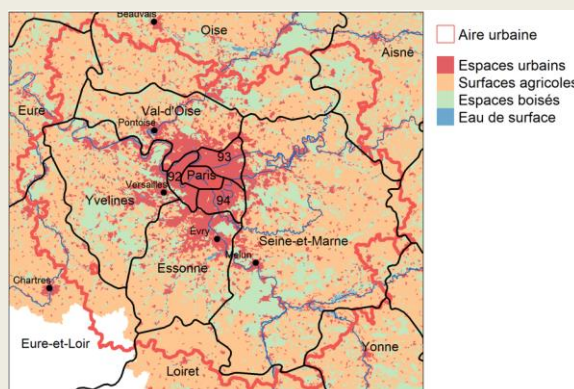 Beauvais
Oise
Aisne
Aire urbaine
Espaces urbains
Surfaces agricoles
Espaces boisés
Eau de surface
Eure
Val-d'Oise
Pontoise
93
92
Paris
Versailles
94
Yvelines
Evry
Seine-et-Marne
Melun
Essonne
Chartres
Eure-et-Loir
Yonne
Loiret